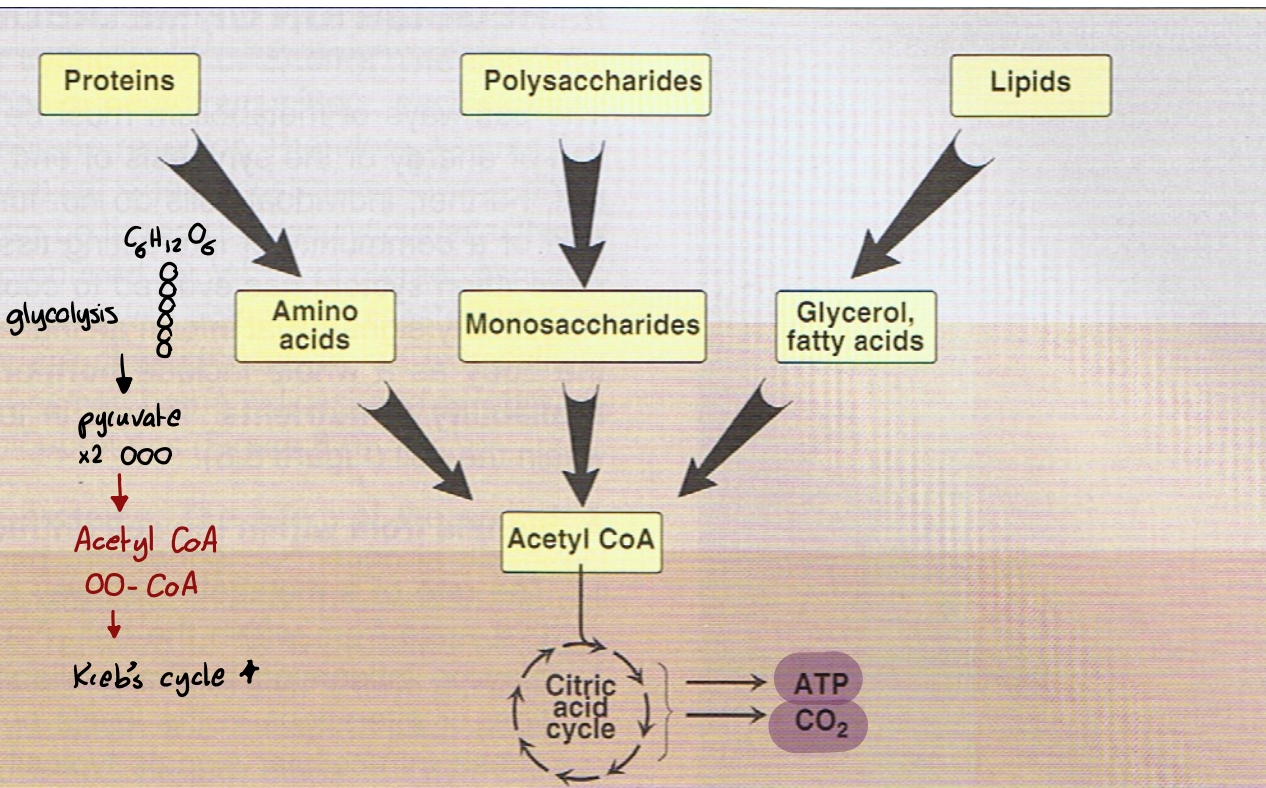 Proteins
Polysaccharides
Lipids
C6H12O6
glycolysis
Amino
acids
Monosaccharides
Glycerol,
fatty acids
pyruvate
x2 000
Acetyl CoA
00-CoA
Kreb's cycle *
Acetyl CoA
Citric
acid
cycle
ATP
CO₂